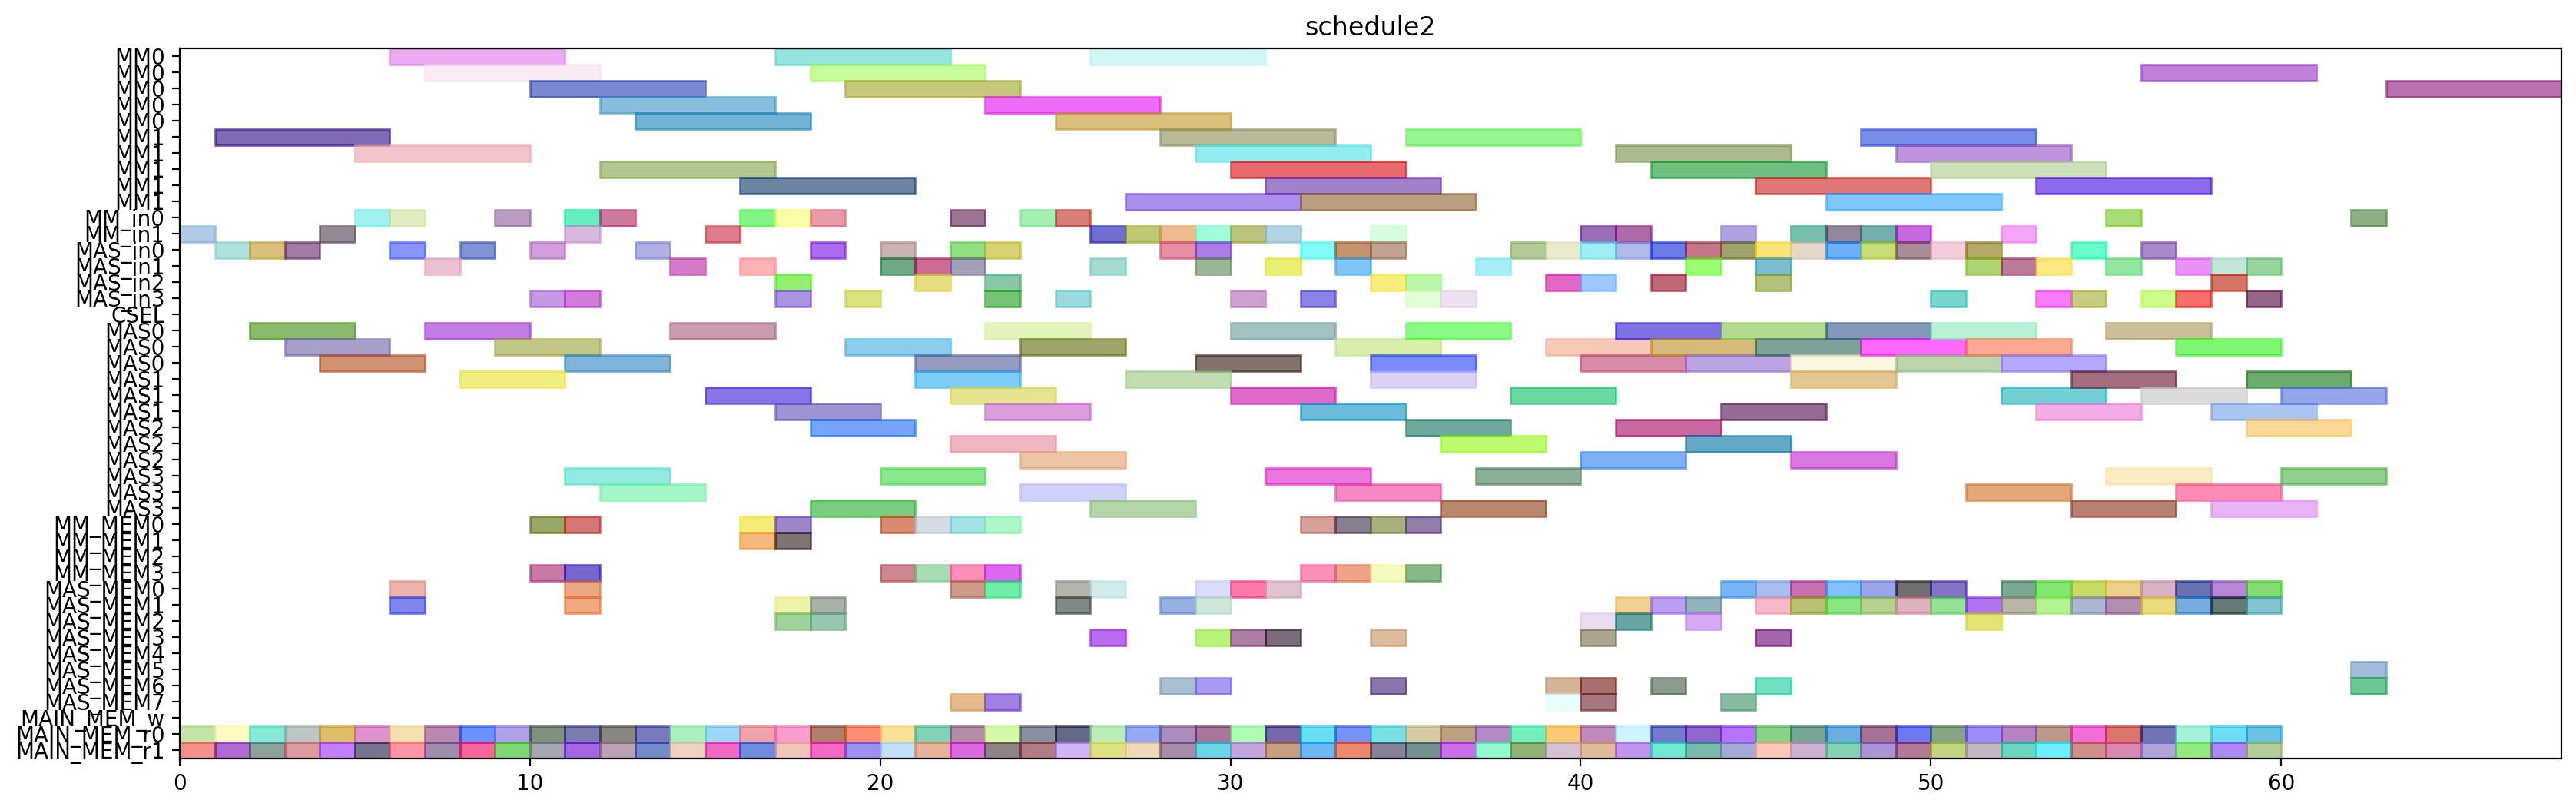 schedule2
MM0
MM0
MM0
MM0
MM0
MM1
MM1
MM1
MM1
MM1
MM_in0
MM_in1
MAS_in0
MAS_in1
MAS_in2
MAS_in3
CSEL
MAS0
MAS0
MAS0
MAS1
MAS1
MAS1
MAS2
MAS2
MAS2
MAS3
MAS3
MAS3
MM_MEM0
MM_MEM1
MM_MEM2
MM_MEM3
MAS_MEM0
MAS_MEM1
MAS_MEM2
MAS_MEM3
MAS_MEM4
MAS_MEM5
MAS_MEM6
MAS_MEM7
MAIN_MEM_w
MAIN_MEM_r0
MAIN_MEM_r1
0 10 20 30 40 50 60